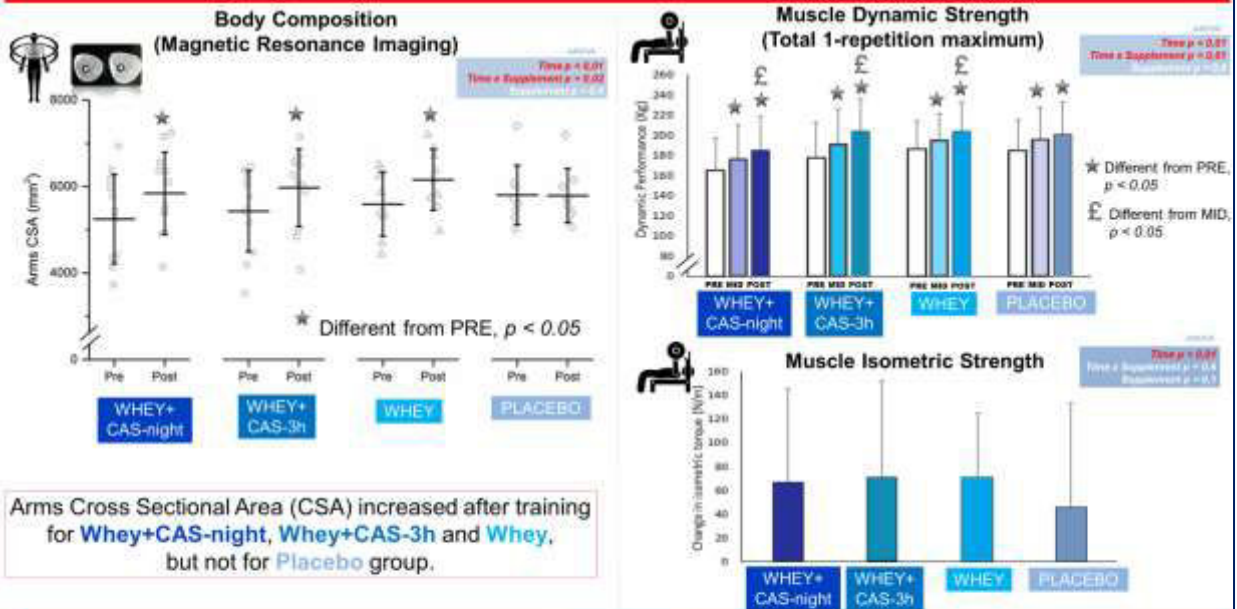 Body Composition
(Magnetic Resonance Imaging)
Time p < 0.01
Time x Supplement p = 0.02
8000
6000
4000
0
Arms CSA (mm²)
Different from PRE, p < 0.05
Pre Post Pre Post Pre Post Pre Post
WHEY+
CAS-night
WHEY+
CAS-3h
WHEY
PLACEBO
Arms Cross Sectional Area (CSA) increased after training
for Whey+CAS-night, Whey+CAS-3h and Whey,
but not for Placebo group.
Muscle Dynamic Strength
(Total 1-repetition maximum)
Time p < 0.01
Time x Supplement p = 0.01
260
240
220
200
180
160
140
120
100
80
0
Dynamic Performance (Kg)
£ £ £
Different from PRE,
p < 0.05
£ Different from MID,
p < 0.05
PRE MID POST PRE MID POST PRE MID POST PRE MID POST
WHEY+
CAS-night
WHEY+
CAS-3h
WHEY
PLACEBO
Muscle Isometric Strength
Time p < 0.01
160
140
120
100
80
60
40
20
0
Change in isometric torque (N/m)
WHEY+
CAS-night
WHEY+
CAS-3h
WHEY
PLACEBO